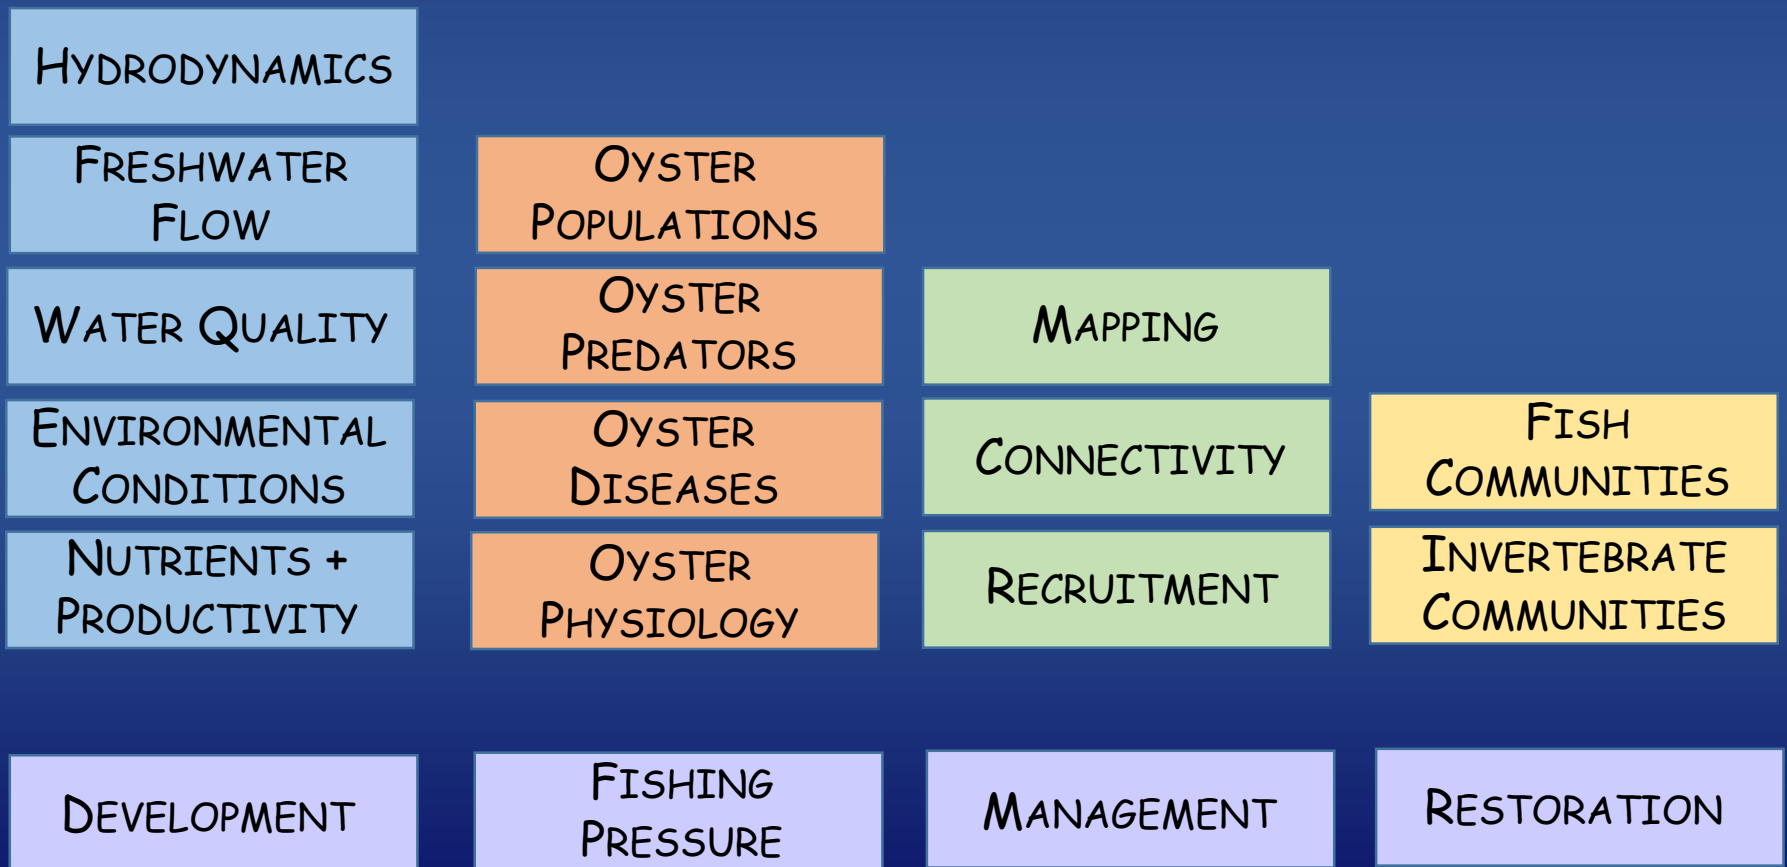 HYDRODYNAMICS
FRESHWATER
FLOW
WATER QUALITY
ENVIRONMENTAL
CONDITIONS
NUTRIENTS +
PRODUCTIVITY
OYSTER
POPULATIONS
OYSTER
PREDATORS
OYSTER
DISEASES
OYSTER
PHYSIOLOGY
MAPPING
CONNECTIVITY
RECRUITMENT
FISH
COMMUNITIES
INVERTEBRATE
COMMUNITIES
DEVELOPMENT
FISHING
PRESSURE
MANAGEMENT
RESTORATION